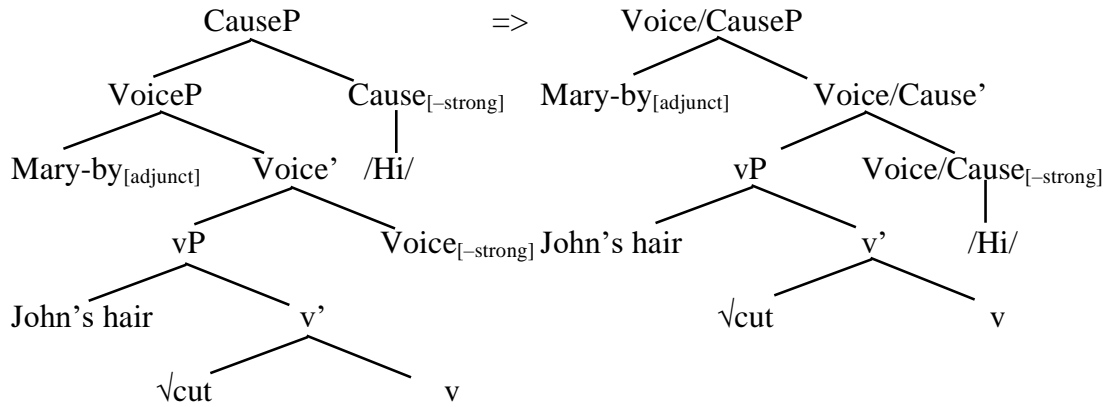 CauseP => Voice/CauseP
VoiceP Cause[–strong] Mary-by[adjunct] Voice/Cause’
Mary-by[adjunct] Voice’ /Hi/ vP Voice/Cause[–strong]
vP Voice[–strong] John’s hair v’ /Hi/
John’s hair v’ √cut v
√cut v